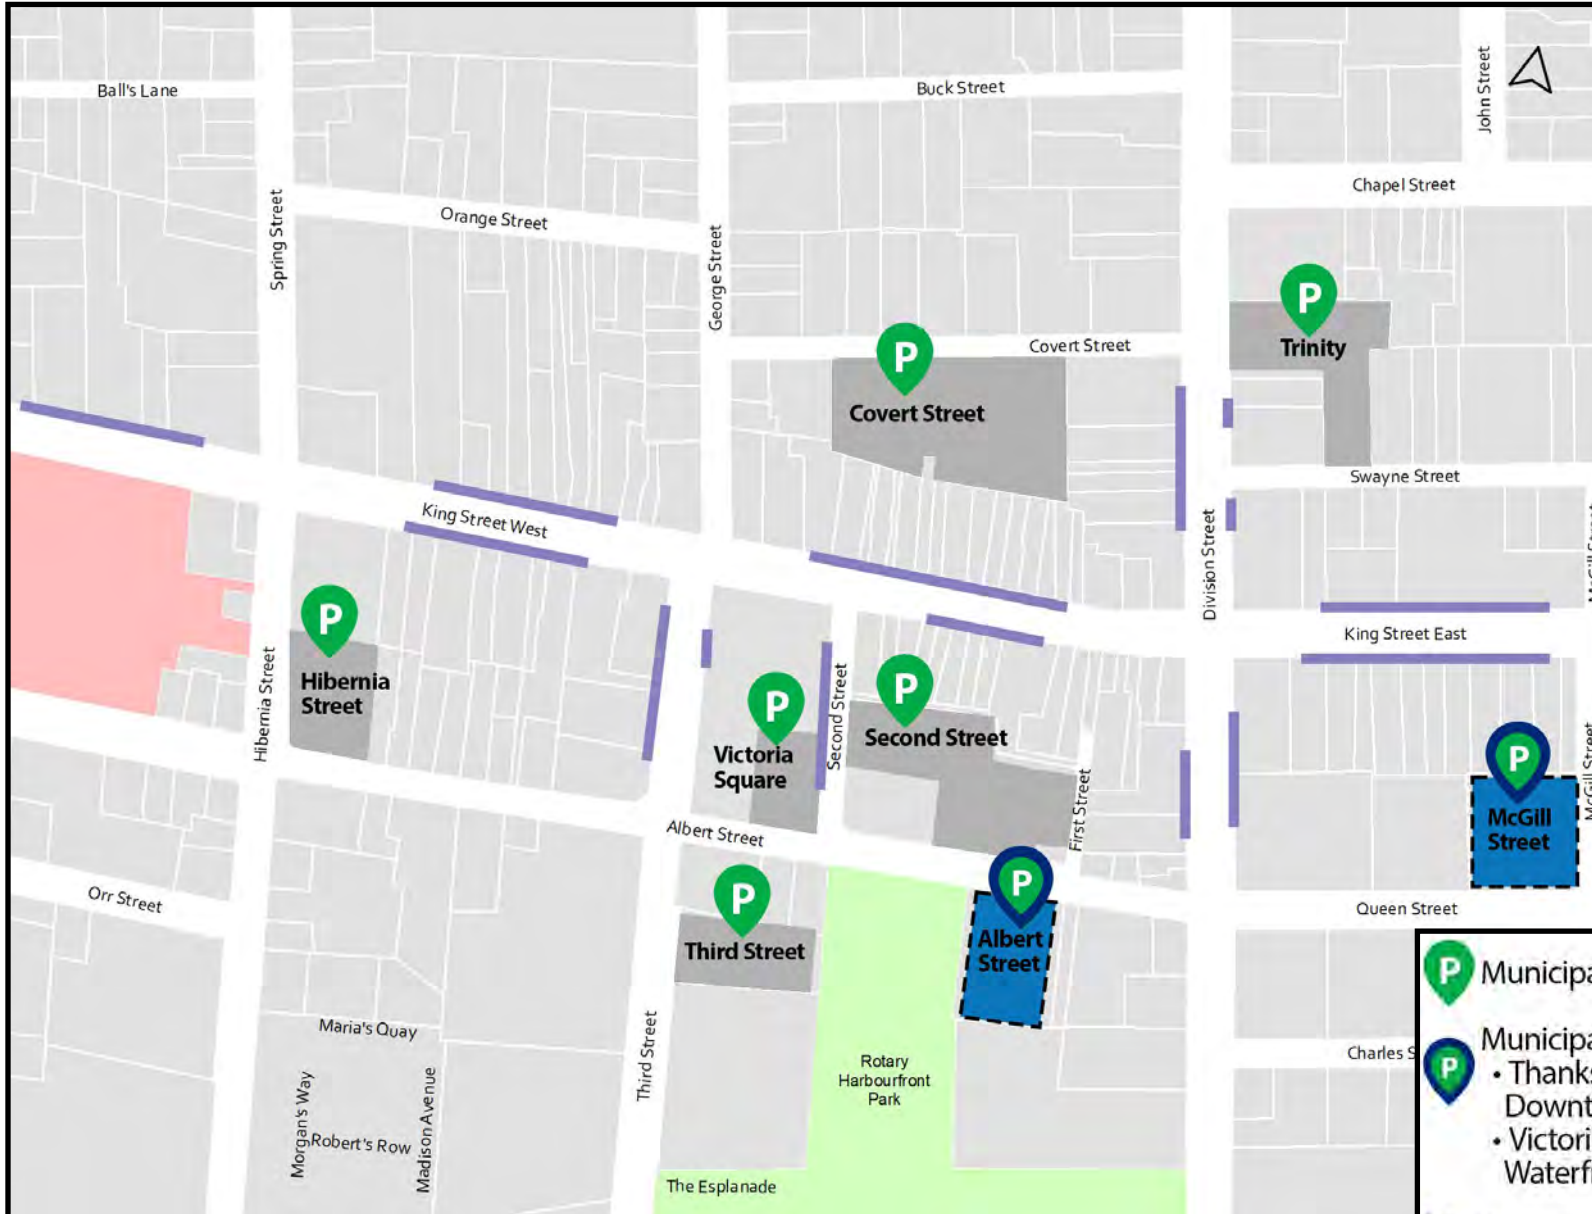 Ball's Lane
Buck Street
John Street
Chapel Street
Spring Street
Orange Street
George Street
P
Trinity
P
Covert Street
Covert Street
Swayne Street
King Street West
Division Street
King Street East
P
Hibernia
Street
Hibernia Street
P
Victoria
Square
Second Street
P
Second Street
First Street
P
McGill
Street
McGill Street
Albert Street
Orr Street
P
Third Street
P
Albert
Street
Queen Street
Maria's Quay
Morgan's Way
Robert's Row
Madison Avenue
Third Street
Rotary
Harbourfront
Park
The Esplanade
Charles S
P Municipa
P Municipa
• Thanks
Downt
• Victori
Waterf